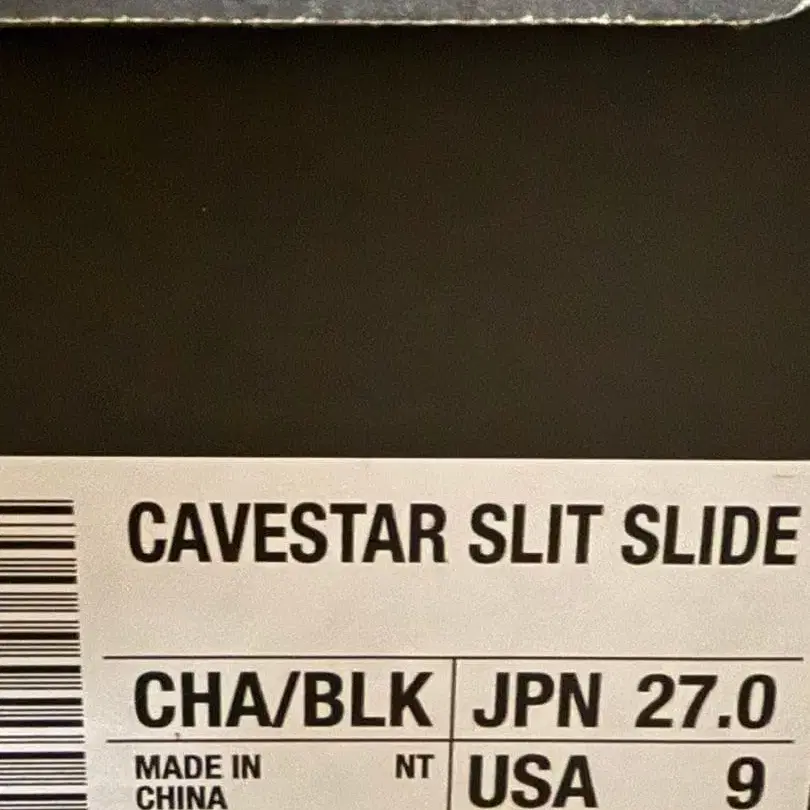 CAVESTAR SLIT SLIDE
CHA/BLK JPN 27.0
MADE IN NT USA 9
CHINA